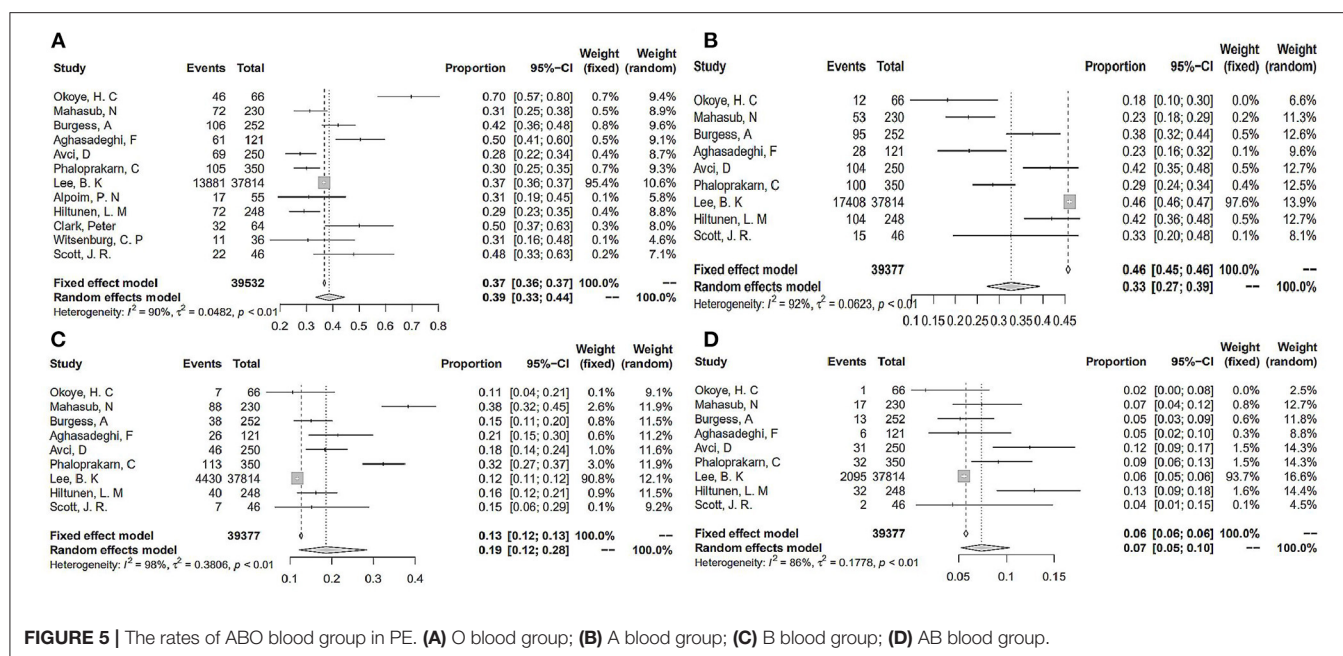 A
Study Events Total Proportion 95%-CI Weight (fixed) Weight (random)
Okoye, H. C 46 66 0.70 [0.57; 0.80] 0.7% 9.4%
Mahasub, N 72 230 0.31 [0.25; 0.38] 0.5% 8.9%
Burgess, A 106 252 0.42 [0.36; 0.48] 0.8% 9.6%
Aghasadeghi, F 61 121 0.50 [0.41; 0.60] 0.5% 9.1%
Avci, D 69 250 0.28 [0.22; 0.34] 0.4% 8.7%
Phaloprakarn, C 105 350 0.30 [0.25; 0.35] 0.7% 9.3%
Lee, B. K 13881 37814 0.37 [0.36; 0.37] 95.4% 10.6%
Alpoim, P. N 17 55 0.31 [0.19; 0.45] 0.1% 5.8%
Hiltunen, L. M 72 248 0.29 [0.23; 0.35] 0.4% 8.8%
Clark, Peter 32 64 0.50 [0.37; 0.63] 0.3% 8.0%
Witsenburg, C. P 11 36 0.31 [0.16; 0.48] 0.1% 4.6%
Scott, J. R. 22 46 0.48 [0.33; 0.63] 0.2% 7.1%
Fixed effect model 39532 0.37 [0.36; 0.37] 100.0% --
Random effects model 0.39 [0.33; 0.44] -- 100.0%
Heterogeneity: I² = 90%, τ² = 0.0482, p < 0.01
0.2 0.3 0.4 0.5 0.6 0.7 0.8
B
Study Events Total Proportion 95%-CI Weight (fixed) Weight (random)
Okoye, H. C 12 66 0.18 [0.10; 0.30] 0.0% 6.6%
Mahasub, N 53 230 0.23 [0.18; 0.29] 0.2% 11.3%
Burgess, A 95 252 0.38 [0.32; 0.44] 0.5% 12.6%
Aghasadeghi, F 28 121 0.23 [0.16; 0.32] 0.1% 9.6%
Avci, D 104 250 0.42 [0.35; 0.48] 0.5% 12.7%
Phaloprakarn, C 100 350 0.29 [0.24; 0.34] 0.4% 12.5%
Lee, B. K 17408 37814 0.46 [0.46; 0.47] 97.6% 13.9%
Hiltunen, L. M 104 248 0.42 [0.36; 0.48] 0.5% 12.7%
Scott, J. R. 15 46 0.33 [0.20; 0.48] 0.1% 8.1%
Fixed effect model 39377 0.46 [0.45; 0.46] 100.0% --
Random effects model 0.33 [0.27; 0.39] -- 100.0%
Heterogeneity: I² = 92%, τ² = 0.0623, p < 0.01
0.1 0.15 0.2 0.25 0.3 0.35 0.4 0.45
C
Study Events Total Proportion 95%-CI Weight (fixed) Weight (random)
Okoye, H. C 7 66 0.11 [0.04; 0.21] 0.1% 9.1%
Mahasub, N 88 230 0.38 [0.32; 0.45] 2.6% 11.9%
Burgess, A 38 252 0.15 [0.11; 0.20] 0.8% 11.5%
Aghasadeghi, F 26 121 0.21 [0.15; 0.30] 0.6% 11.2%
Avci, D 46 250 0.18 [0.14; 0.24] 1.0% 11.6%
Phaloprakarn, C 113 350 0.32 [0.27; 0.37] 3.0% 11.9%
Lee, B. K 4430 37814 0.12 [0.11; 0.12] 90.8% 12.1%
Hiltunen, L. M 40 248 0.16 [0.12; 0.21] 0.9% 11.5%
Scott, J. R. 7 46 0.15 [0.06; 0.29] 0.1% 9.2%
Fixed effect model 39377 0.13 [0.12; 0.13] 100.0% --
Random effects model 0.19 [0.12; 0.28] -- 100.0%
Heterogeneity: I² = 98%, τ² = 0.3806, p < 0.01
0.1 0.2 0.3 0.4
D
Study Events Total Proportion 95%-CI Weight (fixed) Weight (random)
Okoye, H. C 1 66 0.02 [0.00; 0.08] 0.0% 2.5%
Mahasub, N 17 230 0.07 [0.04; 0.12] 0.8% 12.7%
Burgess, A 13 252 0.05 [0.03; 0.09] 0.6% 11.8%
Aghasadeghi, F 6 121 0.05 [0.02; 0.10] 0.3% 8.8%
Avci, D 31 250 0.12 [0.09; 0.17] 1.5% 14.3%
Phaloprakarn, C 32 350 0.09 [0.06; 0.13] 1.5% 14.3%
Lee, B. K 2095 37814 0.06 [0.05; 0.06] 93.7% 16.6%
Hiltunen, L. M 32 248 0.13 [0.09; 0.18] 1.6% 14.4%
Scott, J. R. 2 46 0.04 [0.01; 0.15] 0.1% 4.5%
Fixed effect model 39377 0.06 [0.06; 0.06] 100.0% --
Random effects model 0.07 [0.05; 0.10] -- 100.0%
Heterogeneity: I² = 86%, τ² = 0.1778, p < 0.01
0.05 0.1 0.15
FIGURE 5 | The rates of ABO blood group in PE. (A) O blood group; (B) A blood group; (C) B blood group; (D) AB blood group.